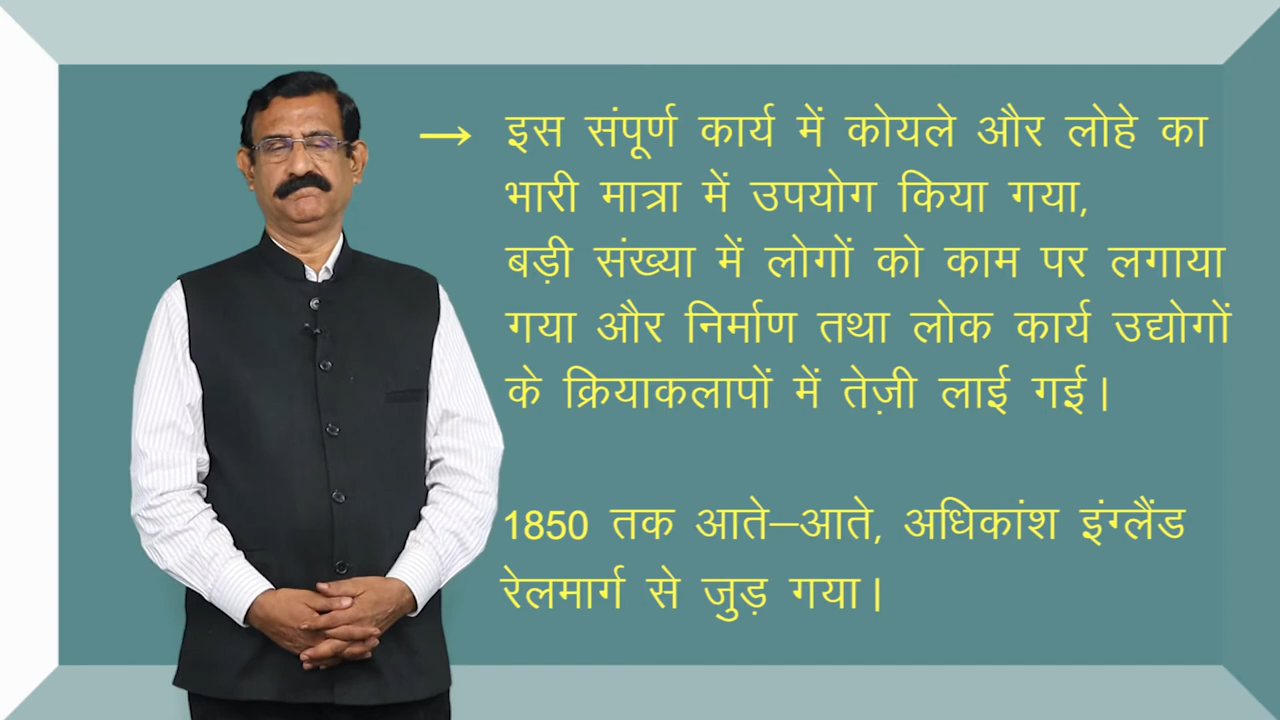 → इस संपूर्ण कार्य में कोयले और लोहे का
भारी मात्रा में उपयोग किया गया,
बड़ी संख्या में लोगों को काम पर लगाया
गया और निर्माण तथा लोक कार्य उद्योगों
के क्रियाकलापों में तेज़ी लाई गई।
1850 तक आते–आते, अधिकांश इंग्लैंड
रेलमार्ग से जुड़ गया।